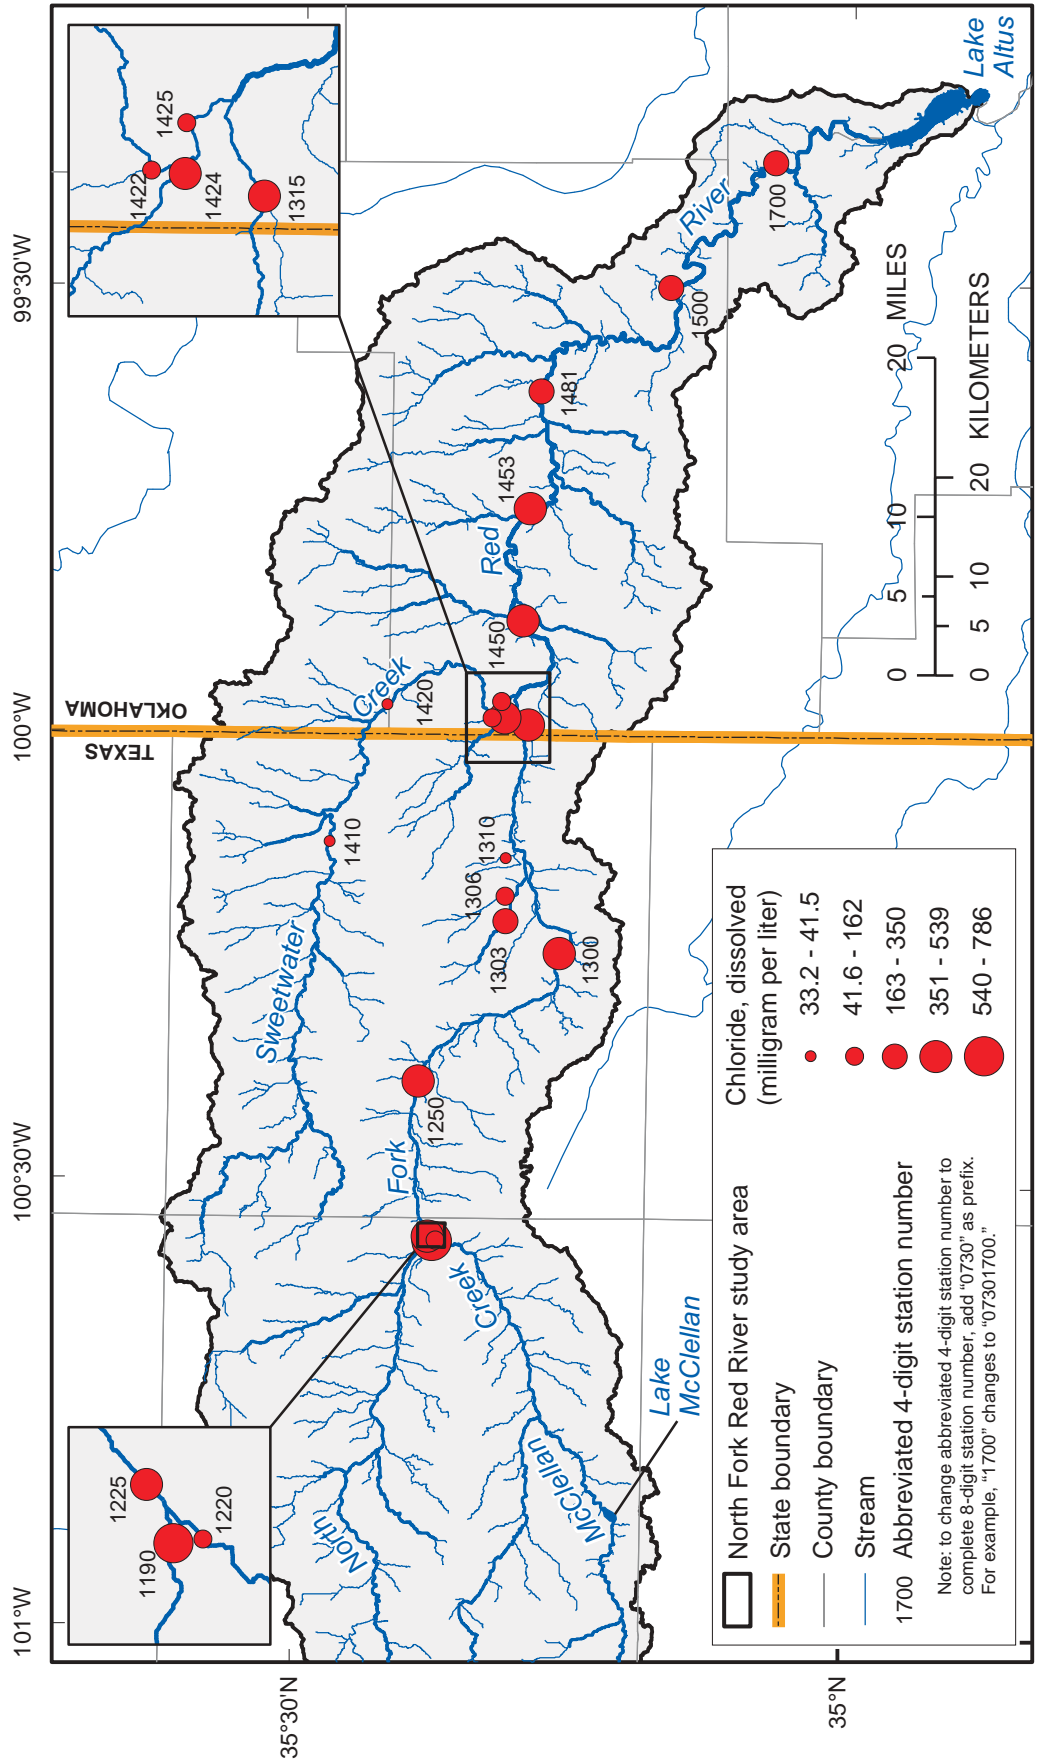 101°W
100°30'W
100°W
99°30'W
35°30'N
35°N
TEXAS
OKLAHOMA
1190
1225
1220
1422
1425
1424
1315
North
Fork
Red
River
McClellan
Creek
Sweetwater
Creek
Lake
McClellan
Lake
Altus
1250
1300
1303
1306
1310
1410
1420
1450
1453
1481
1500
1700
North Fork Red River study area
State boundary
County boundary
Stream
1700 Abbreviated 4-digit station number
Note: to change abbreviated 4-digit station number to
complete 8-digit station number, add “0730” as prefix.
For example, “1700” changes to “07301700.”
Chloride, dissolved
(milligram per liter)
33.2 - 41.5
41.6 - 162
163 - 350
351 - 539
540 - 786
0 5 10 20 MILES
0 5 10 20 KILOMETERS